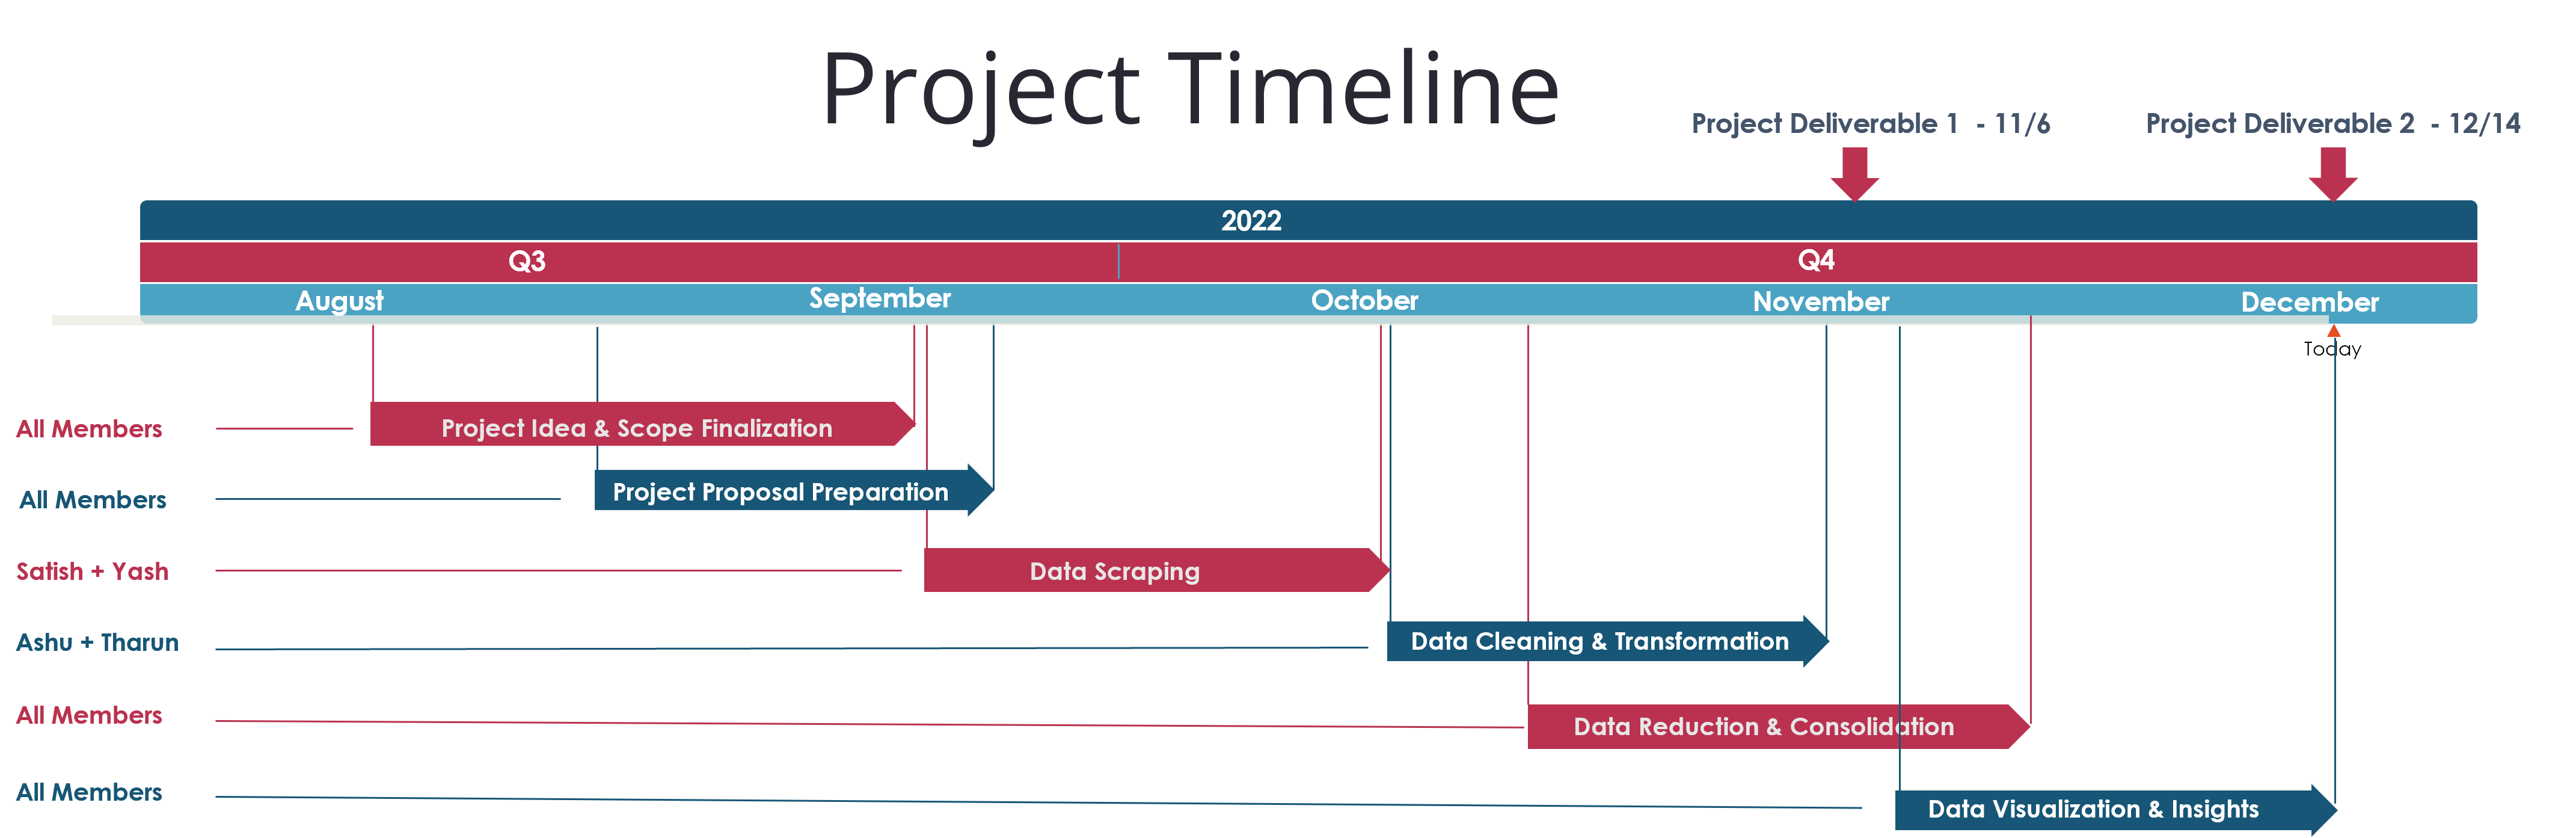 Project Timeline
Project Deliverable 1 - 11/6
Project Deliverable 2 - 12/14
2022
Q3
Q4
August
September
October
November
December
Today
All Members
Project Idea & Scope Finalization
All Members
Project Proposal Preparation
Satish + Yash
Data Scraping
Ashu + Tharun
Data Cleaning & Transformation
All Members
Data Reduction & Consolidation
All Members
Data Visualization & Insights